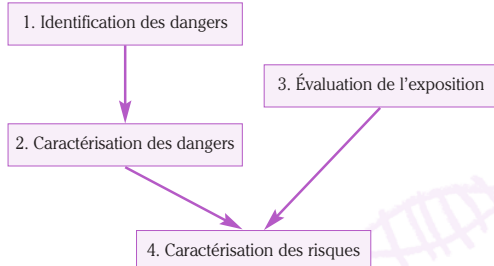 1. Identification des dangers
3. Évaluation de l’exposition
2. Caractérisation des dangers
4. Caractérisation des risques